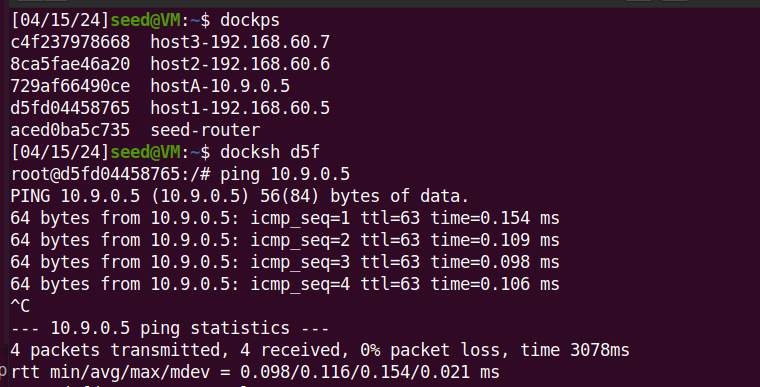 [04/15/24]seed@VM:~$ dockps
c4f237978668  host3-192.168.60.7
8ca5fae46a20  host2-192.168.60.6
729af66490ce  hostA-10.9.0.5
d5fd04458765  host1-192.168.60.5
aced0ba5c735  seed-router
[04/15/24]seed@VM:~$ docksh d5f
root@d5fd04458765:/# ping 10.9.0.5
PING 10.9.0.5 (10.9.0.5) 56(84) bytes of data.
64 bytes from 10.9.0.5: icmp_seq=1 ttl=63 time=0.154 ms
64 bytes from 10.9.0.5: icmp_seq=2 ttl=63 time=0.109 ms
64 bytes from 10.9.0.5: icmp_seq=3 ttl=63 time=0.098 ms
64 bytes from 10.9.0.5: icmp_seq=4 ttl=63 time=0.106 ms
^C
--- 10.9.0.5 ping statistics ---
4 packets transmitted, 4 received, 0% packet loss, time 3078ms
rtt min/avg/max/mdev = 0.098/0.116/0.154/0.021 ms